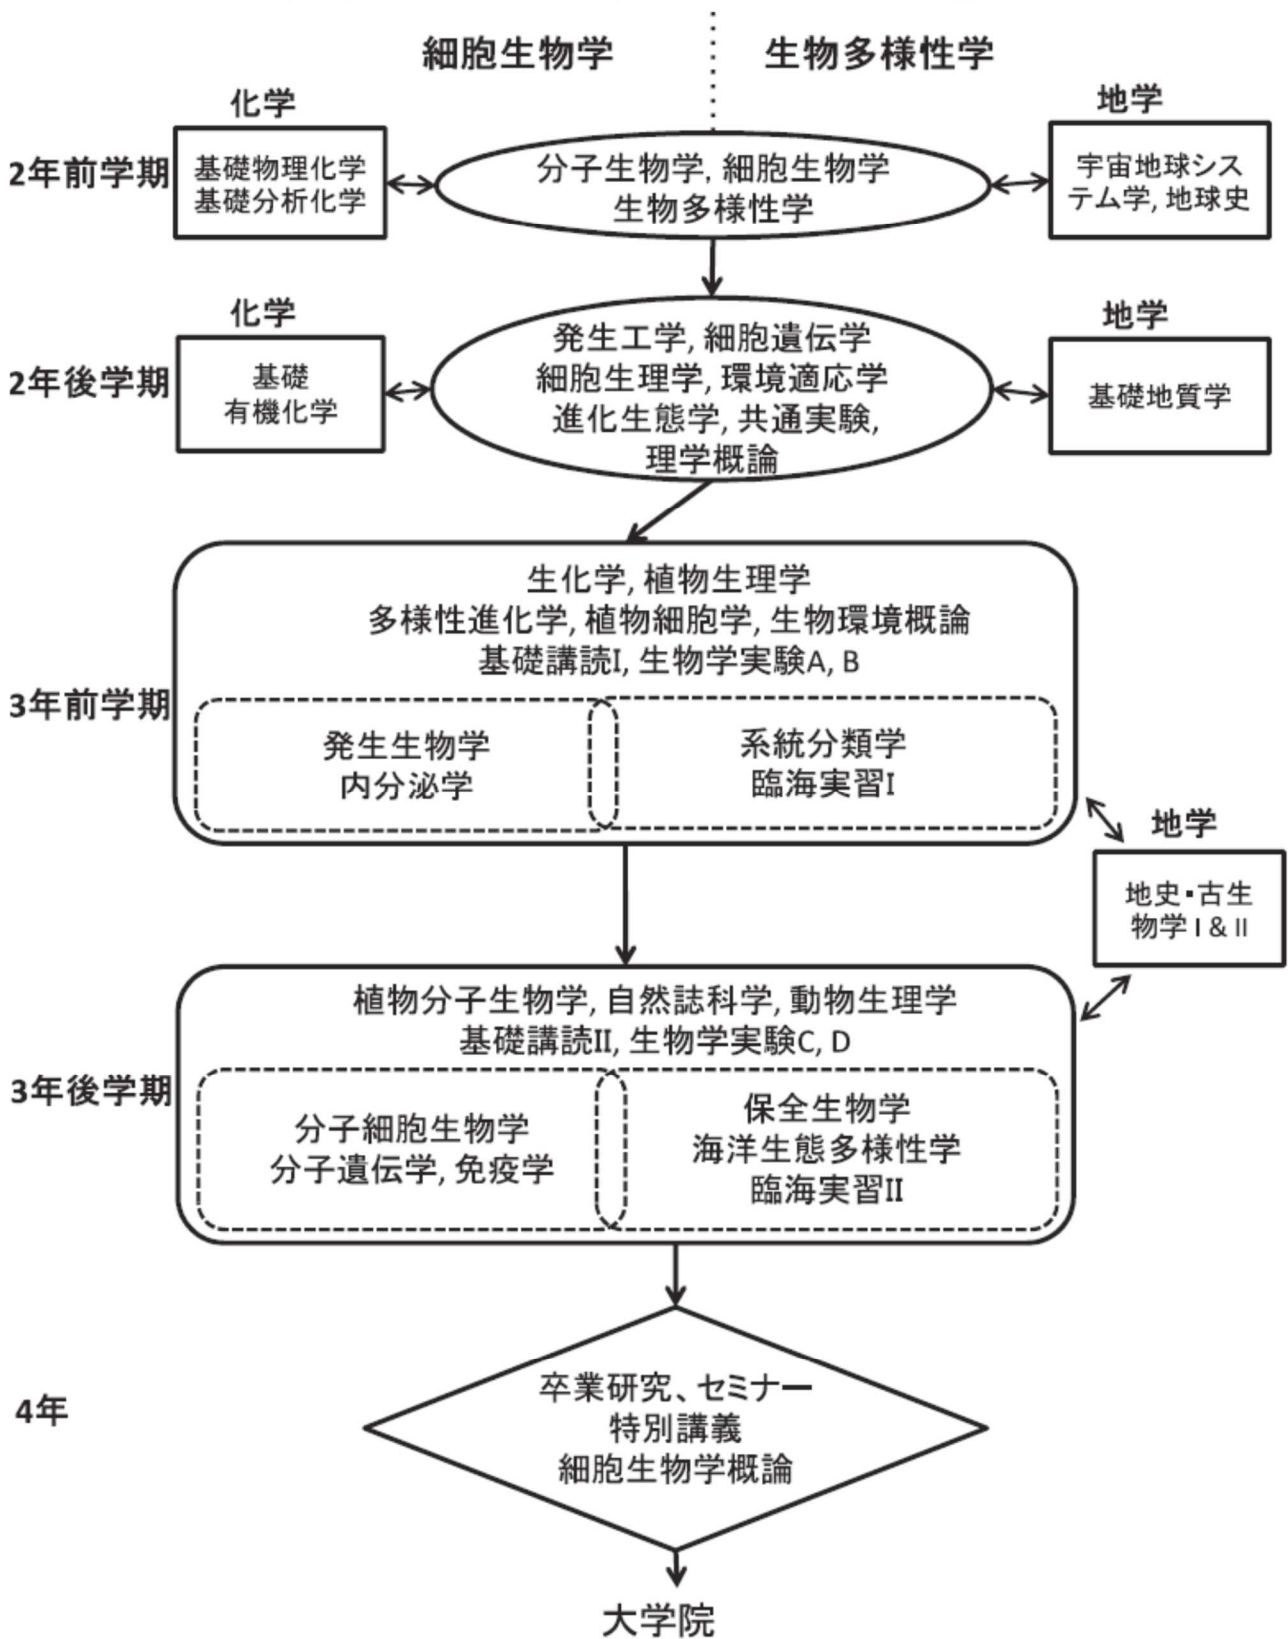 細胞生物学
生物多様性学
化学
地学
2年前学期
基礎物理化学
基礎分析化学
分子生物学, 細胞生物学
生物多様性学
宇宙地球シス
テム学, 地球史
化学
地学
2年後学期
基礎
有機化学
発生工学, 細胞遺伝学
細胞生理学, 環境適応学
進化生態学, 共通実験,
理学概論
基礎地質学
生化学, 植物生理学
多様性進化学, 植物細胞学, 生物環境概論
基礎講読I, 生物学実験A, B
3年前学期
発生生物学
内分泌学
系統分類学
臨海実習I
地学
地史・古生
物学 I & II
植物分子生物学, 自然誌科学, 動物生理学
基礎講読II, 生物学実験C, D
3年後学期
分子細胞生物学
分子遺伝学, 免疫学
保全生物学
海洋生態多様性学
臨海実習II
4年
卒業研究、セミナー
特別講義
細胞生物学概論
大学院